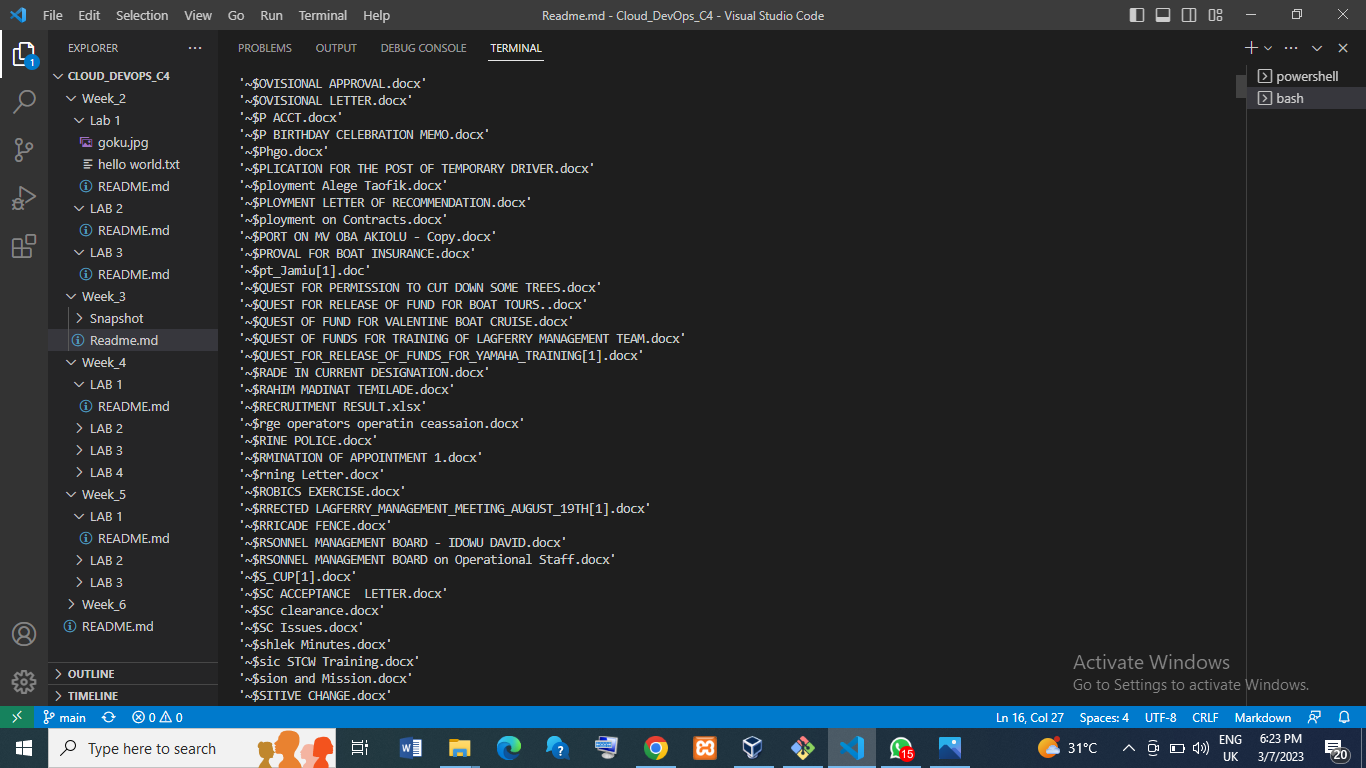 File Edit Selection View Go Run Terminal Help
Readme.md - Cloud_DevOps_C4 - Visual Studio Code
EXPLORER
1
CLOUD_DEVOPS_C4
Week_2
Lab 1
goku.jpg
hello world.txt
README.md
LAB 2
README.md
LAB 3
README.md
Week_3
Snapshot
Readme.md
Week_4
LAB 1
README.md
LAB 2
LAB 3
LAB 4
Week_5
LAB 1
README.md
LAB 2
LAB 3
Week_6
README.md
OUTLINE
TIMELINE
PROBLEMS OUTPUT DEBUG CONSOLE TERMINAL
'~$OVISIONAL APPROVAL.docx'
'~$OVISIONAL LETTER.docx'
'~$P ACCT.docx'
'~$P BIRTHDAY CELEBRATION MEMO.docx'
'~$Phgo.docx'
'~$PLICATION FOR THE POST OF TEMPORARY DRIVER.docx'
'~$ployment Alege Taofik.docx'
'~$PLOYMENT LETTER OF RECOMMENDATION.docx'
'~$ployment on Contracts.docx'
'~$PORT ON MV OBA AKIOLU - Copy.docx'
'~$PROVAL FOR BOAT INSURANCE.docx'
'~$pt_Jamiu[1].doc'
'~$QUEST FOR PERMISSION TO CUT DOWN SOME TREES.docx'
'~$QUEST FOR RELEASE OF FUND FOR BOAT TOURS..docx'
'~$QUEST OF FUND FOR VALENTINE BOAT CRUISE.docx'
'~$QUEST OF FUNDS FOR TRAINING OF LAGFERRY MANAGEMENT TEAM.docx'
'~$QUEST_FOR_RELEASE_OF_FUNDS_FOR_YAMAHA_TRAINING[1].docx'
'~$RADE IN CURRENT DESIGNATION.docx'
'~$RAHIM MADINAT TEMILADE.docx'
'~$RECRUITMENT RESULT.xlsx'
'~$rge operators operatin ceassaion.docx'
'~$RINE POLICE.docx'
'~$RMINATION OF APPOINTMENT 1.docx'
'~$rning Letter.docx'
'~$ROBICS EXERCISE.docx'
'~$RRECTED LAGFERRY_MANAGEMENT_MEETING_AUGUST_19TH[1].docx'
'~$RRICADE FENCE.docx'
'~$RSONNEL MANAGEMENT BOARD - IDOWU DAVID.docx'
'~$RSONNEL MANAGEMENT BOARD on Operational Staff.docx'
'~$S_CUP[1].docx'
'~$SC ACCEPTANCE  LETTER.docx'
'~$SC clearance.docx'
'~$SC Issues.docx'
'~$shlek Minutes.docx'
'~$sic STCW Training.docx'
'~$sion and Mission.docx'
'~$SITIVE CHANGE.docx'
powershell
bash
Activate Windows
Go to Settings to activate Windows.
main 0 0
Ln 16, Col 27 Spaces: 4 UTF-8 CRLF Markdown
Type here to search
15
31°C
ENG
UK
6:23 PM
3/7/2023
20